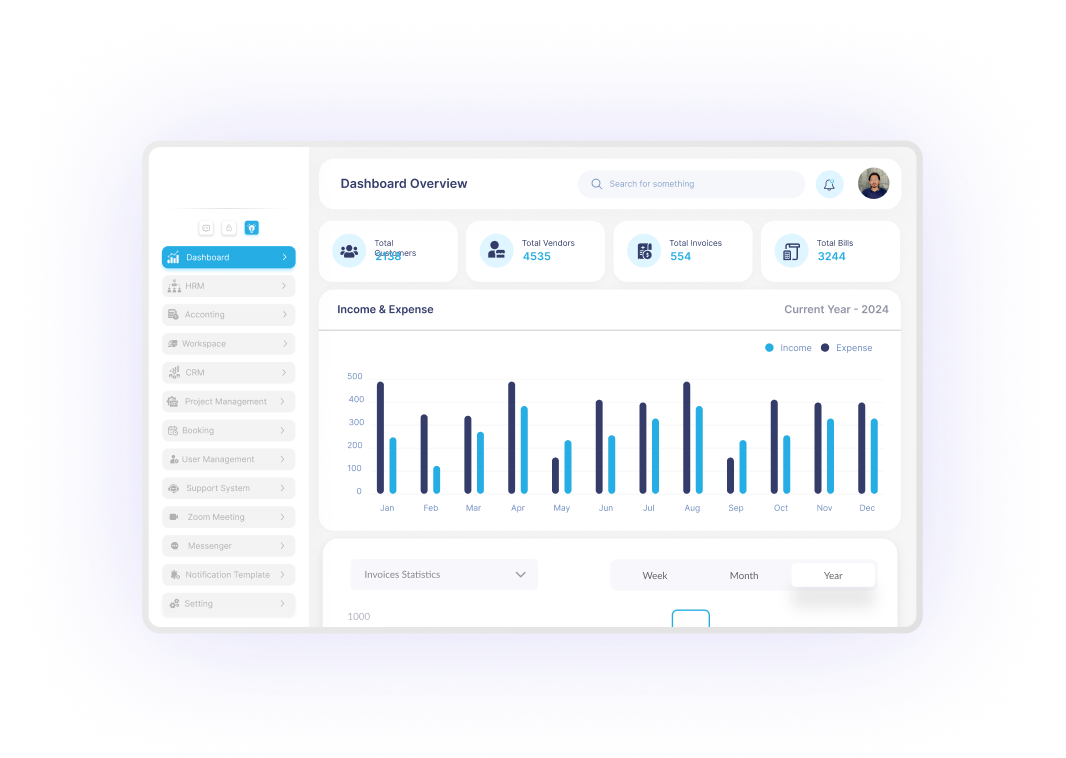 Dashboard Overview
Search for something
Dashboard
HRM
Acconting
Workspace
CRM
Project Management
Booking
User Management
Support System
Zoom Meeting
Messenger
Notification Template
Setting
Total
Customers
2158
Total Vendors
4535
Total Invoices
554
Total Bills
3244
Income & Expense
Current Year - 2024
Income
Expense
500
400
300
200
100
0
Jan Feb Mar Apr May Jun Jul Aug Sep Oct Nov Dec
Invoices Statistics
Week
Month
Year
1000